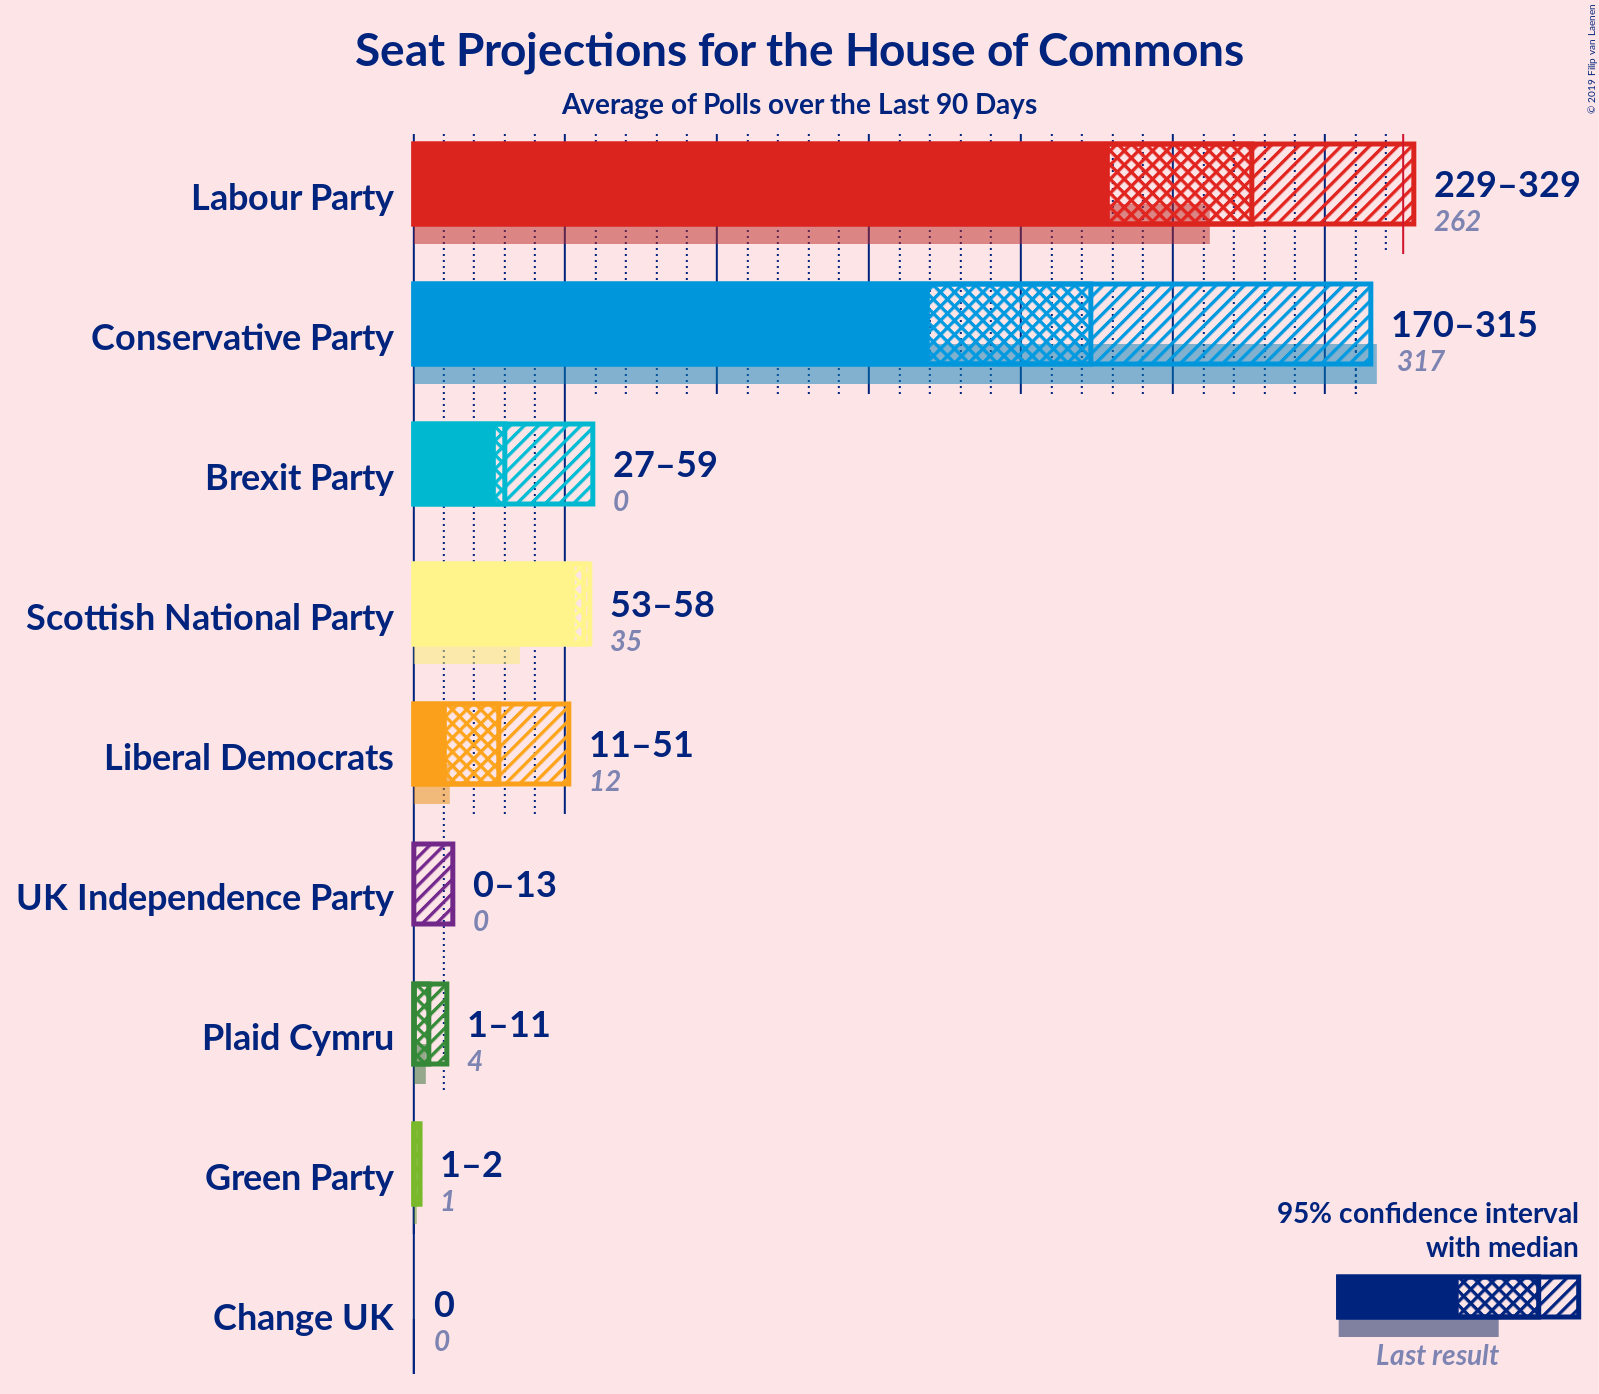 Seat Projections for the House of Commons
Average of Polls over the Last 90 Days
© 2019 Filip van Laenen
Labour Party
229–329
262
Conservative Party
170–315
317
Brexit Party
27–59
0
Scottish National Party
53–58
35
Liberal Democrats
11–51
12
UK Independence Party
0–13
0
Plaid Cymru
1–11
4
Green Party
1–2
1
Change UK
0
0
95% confidence interval
with median
Last result